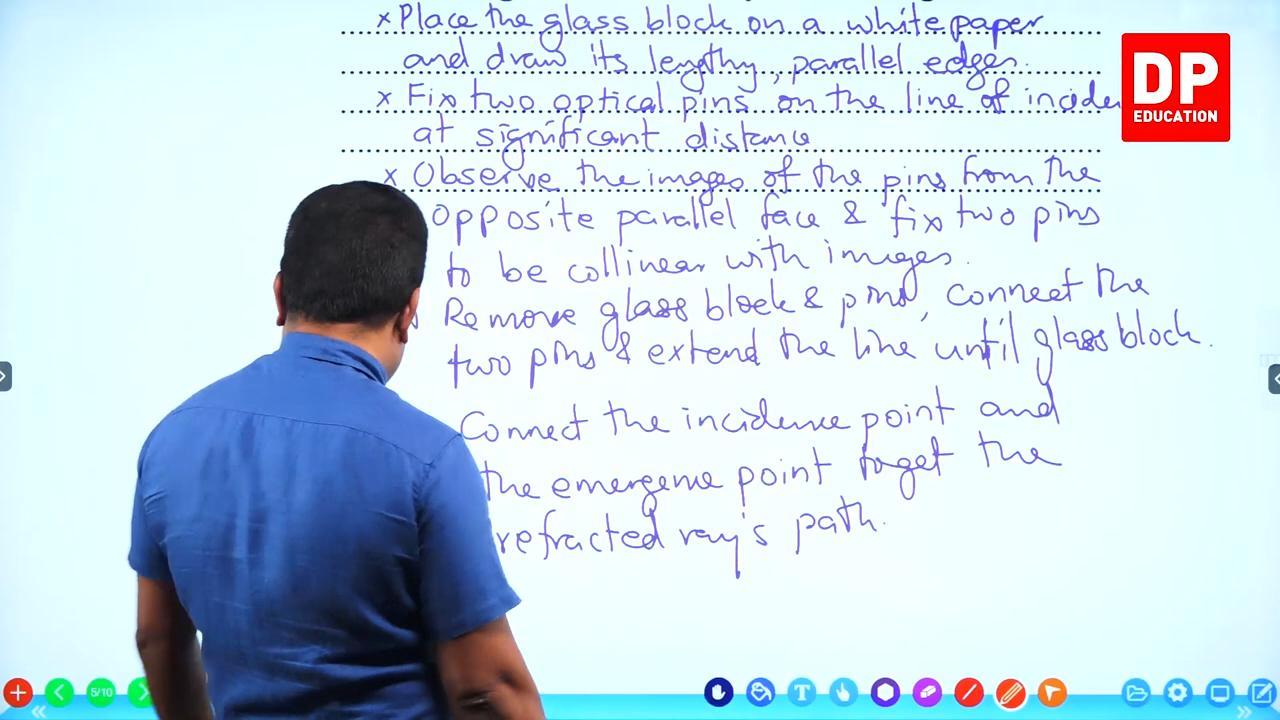 × Place the glass block on a white paper
and draw its lengthy, parallel edges.
× Fix two optical pins on the line of inciden
at significant distance
× Observe the images of the pins from the
opposite parallel face & fix two pins
to be collinear with images.
Remove glass block & pins, connect the
two pins & extend the line until glass block.
Connect the incidence point and
the emergence point to get the
refracted ray's path.
DP
EDUCATION
5/10